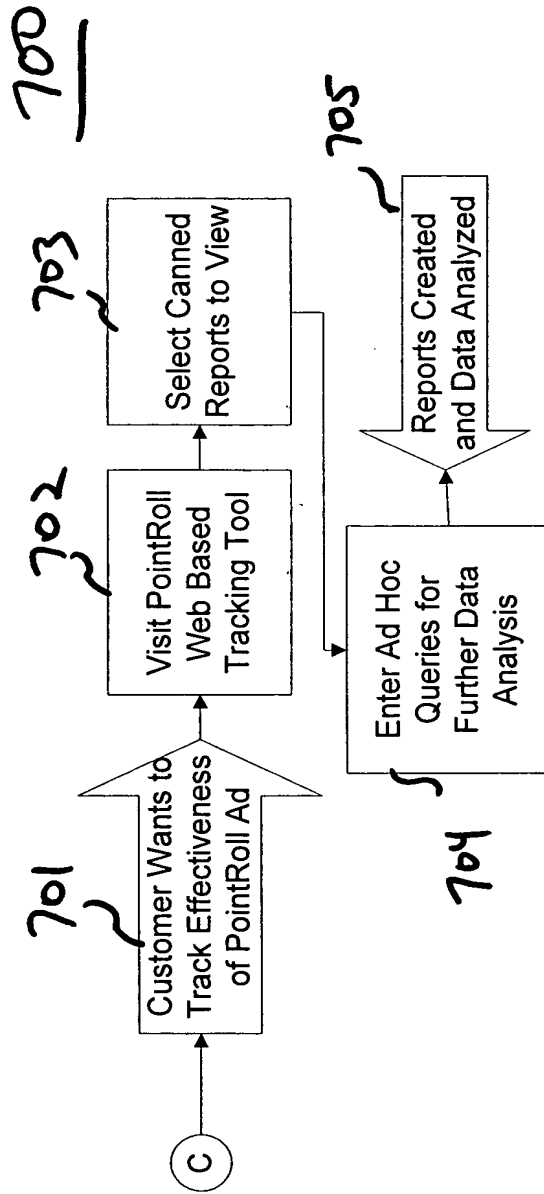 700
C
701
Customer Wants to
Track Effectiveness
of PointRoll Ad
702
Visit PointRoll
Web Based
Tracking Tool
703
Select Canned
Reports to View
704
Enter Ad Hoc
Queries for
Further Data
Analysis
705
Reports Created
and Data Analyzed